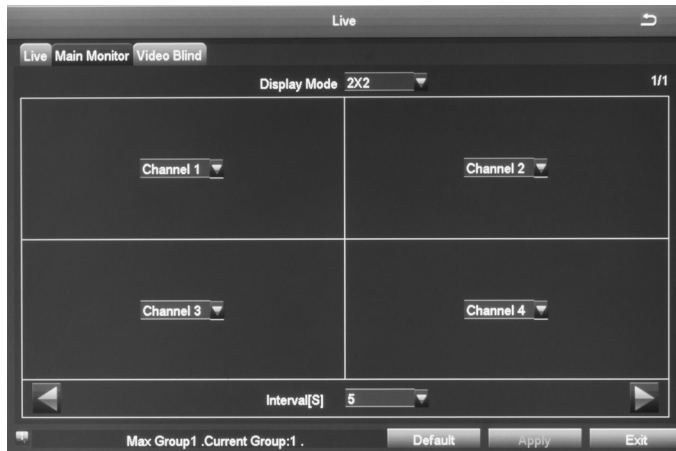 Live
Live Main Monitor Video Blind
Display Mode 2X2 1/1
Channel 1 Channel 2
Channel 3 Channel 4
Interval[S] 5
Max Group1 .Current Group:1 . Default Apply Exit